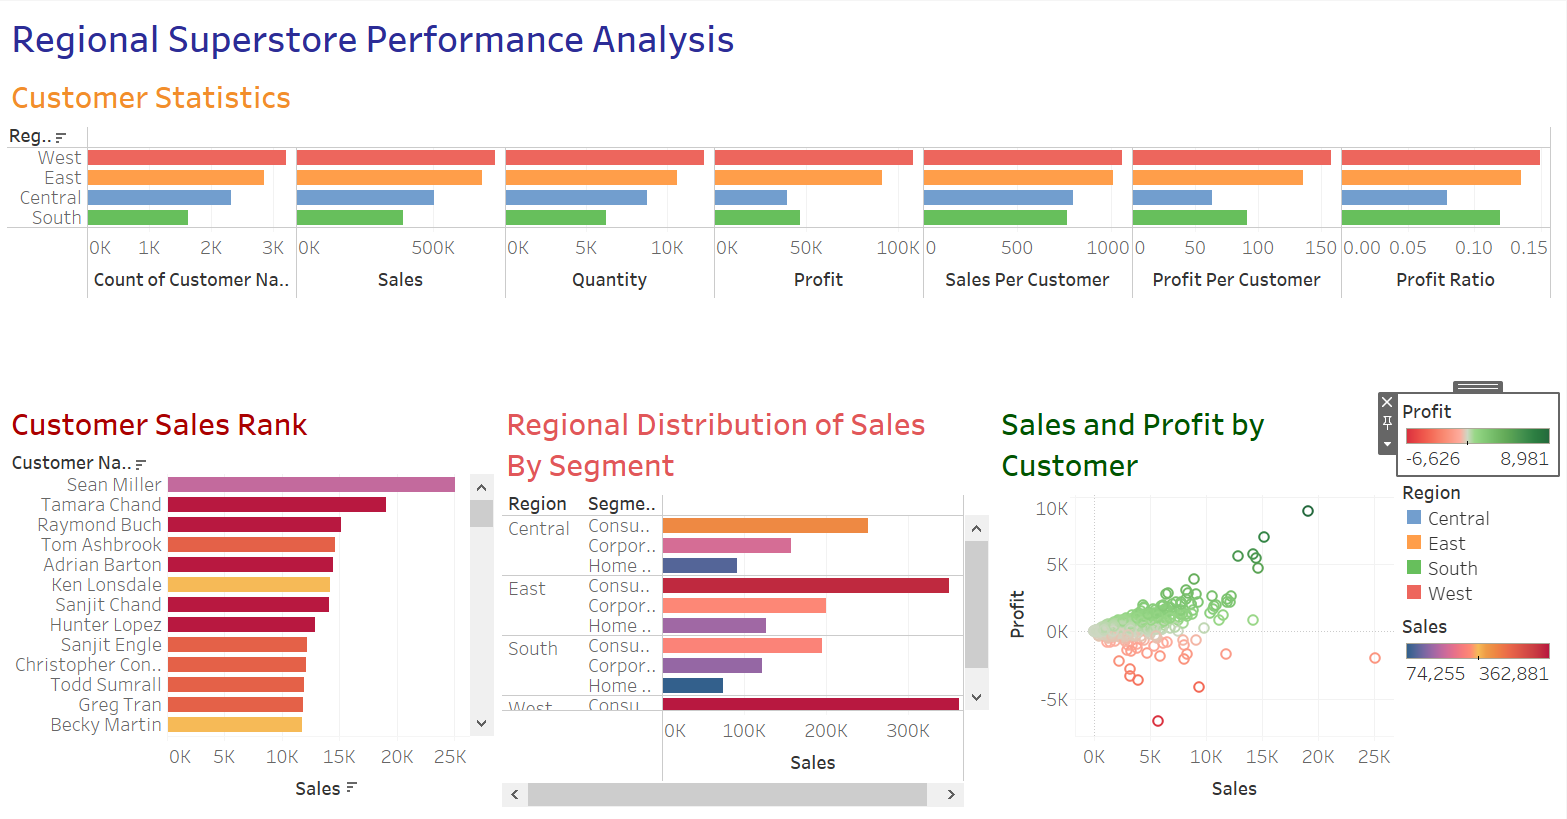 Regional Superstore Performance Analysis
Customer Statistics
Reg..
West
East
Central
South
0K 1K 2K 3K 0K 500K 0K 5K 10K 0K 50K 100K 0 500 1000 0 50 100 150 0.00 0.05 0.10 0.15
Count of Customer Na.. Sales Quantity Profit Sales Per Customer Profit Per Customer Profit Ratio
Customer Sales Rank
Customer Na..
Sean Miller
Tamara Chand
Raymond Buch
Tom Ashbrook
Adrian Barton
Ken Lonsdale
Sanjit Chand
Hunter Lopez
Sanjit Engle
Christopher Con..
Todd Sumrall
Greg Tran
Becky Martin
0K 5K 10K 15K 20K 25K
Sales
Regional Distribution of Sales
By Segment
Region Segme..
Central Consu..
Corpor..
Home ..
East Consu..
Corpor..
Home ..
South Consu..
Corpor..
Home ..
West Consu..
0K 100K 200K 300K
Sales
Sales and Profit by
Customer
10K
5K
0K
-5K
Profit
0K 5K 10K 15K 20K 25K
Sales
Profit
-6,626 8,981
Region
Central
East
South
West
Sales
74,255 362,881